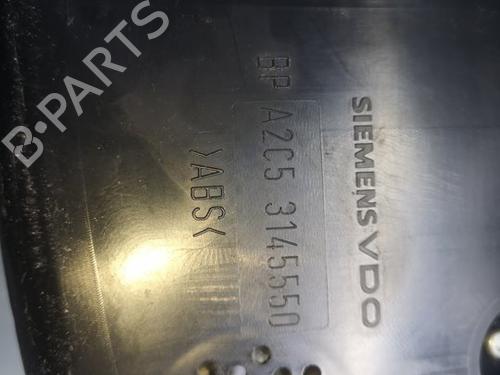 SIEMENS VDO
BP A2C5 3145550
>ABS<
B-PARTS